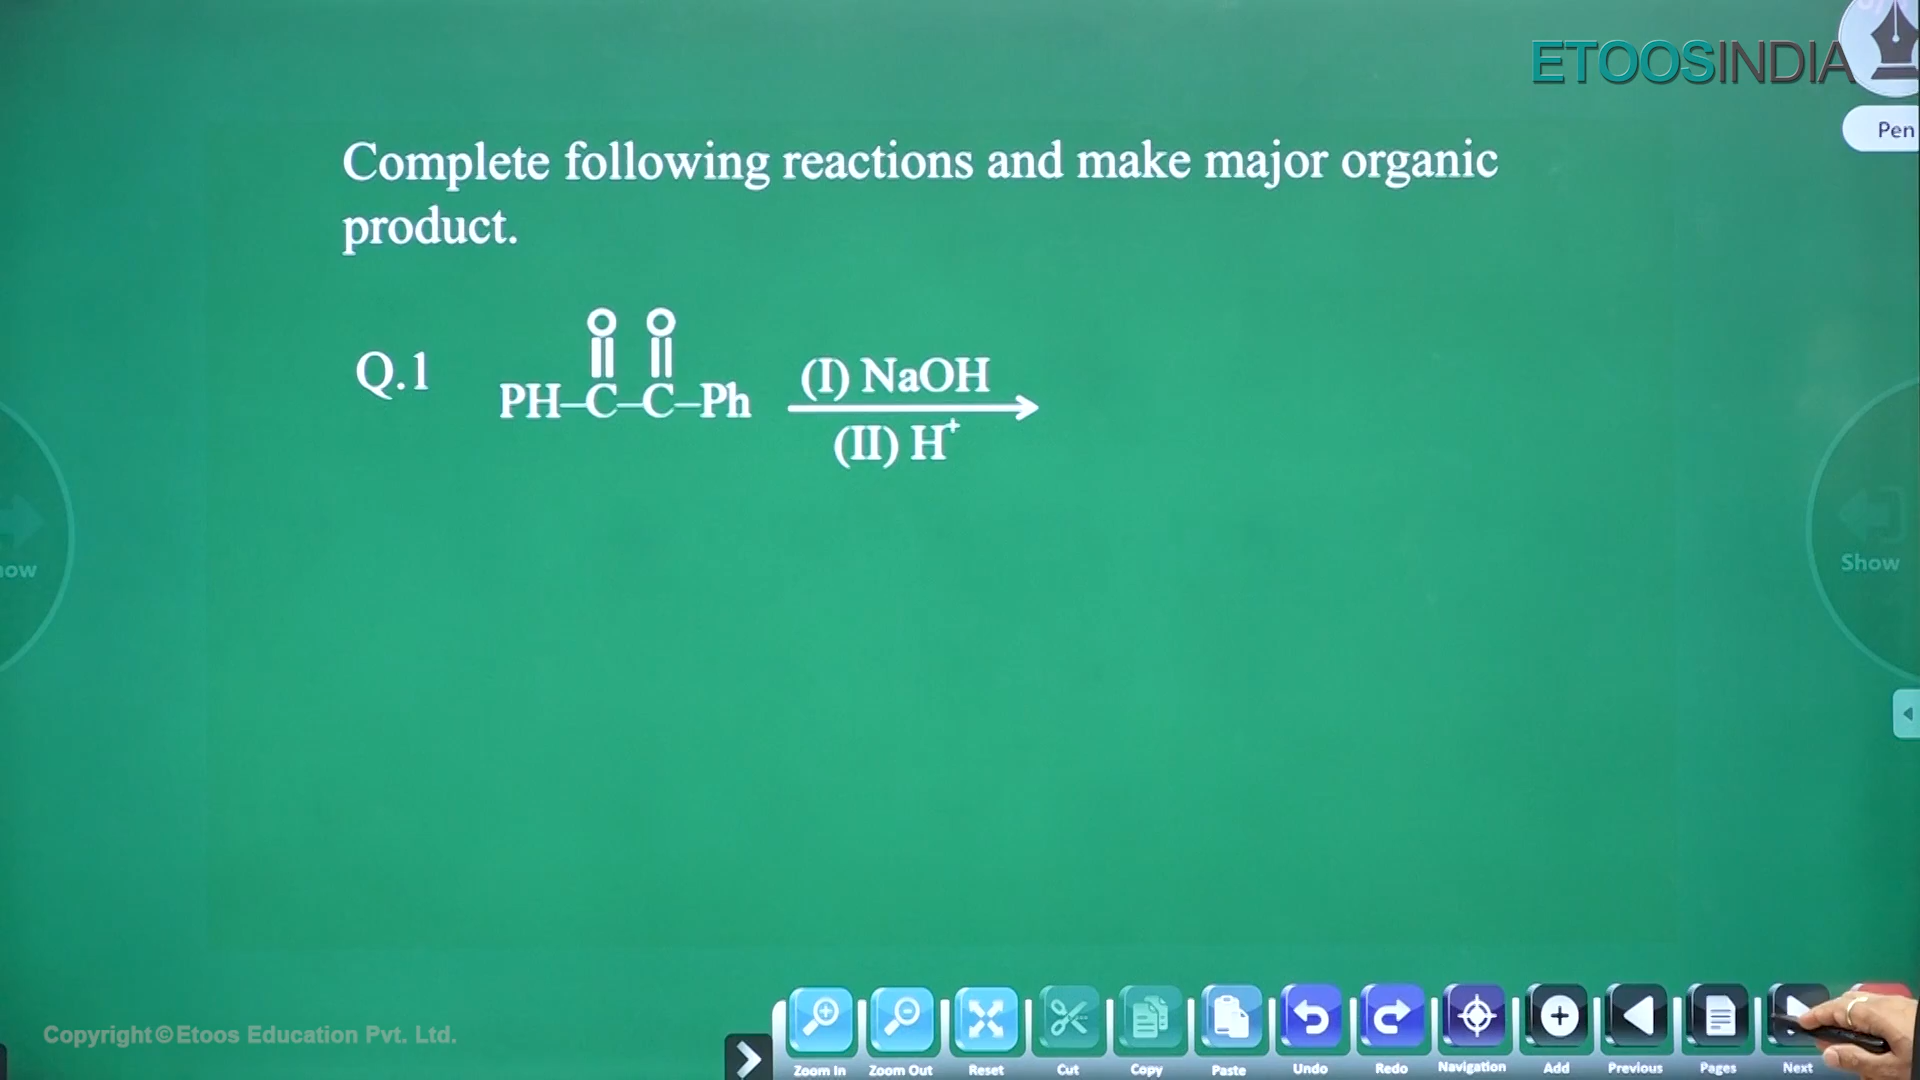 ETOOSINDIA
Pen
Complete following reactions and make major organic
product.
O O
Q.1
PH–C–C–Ph
(I) NaOH
(II) H⁺
Show
ow
Copyright © Etoos Education Pvt. Ltd.
Zoom In Zoom Out Reset Cut Copy Paste Undo Redo Navigation Add Previous Pages Next